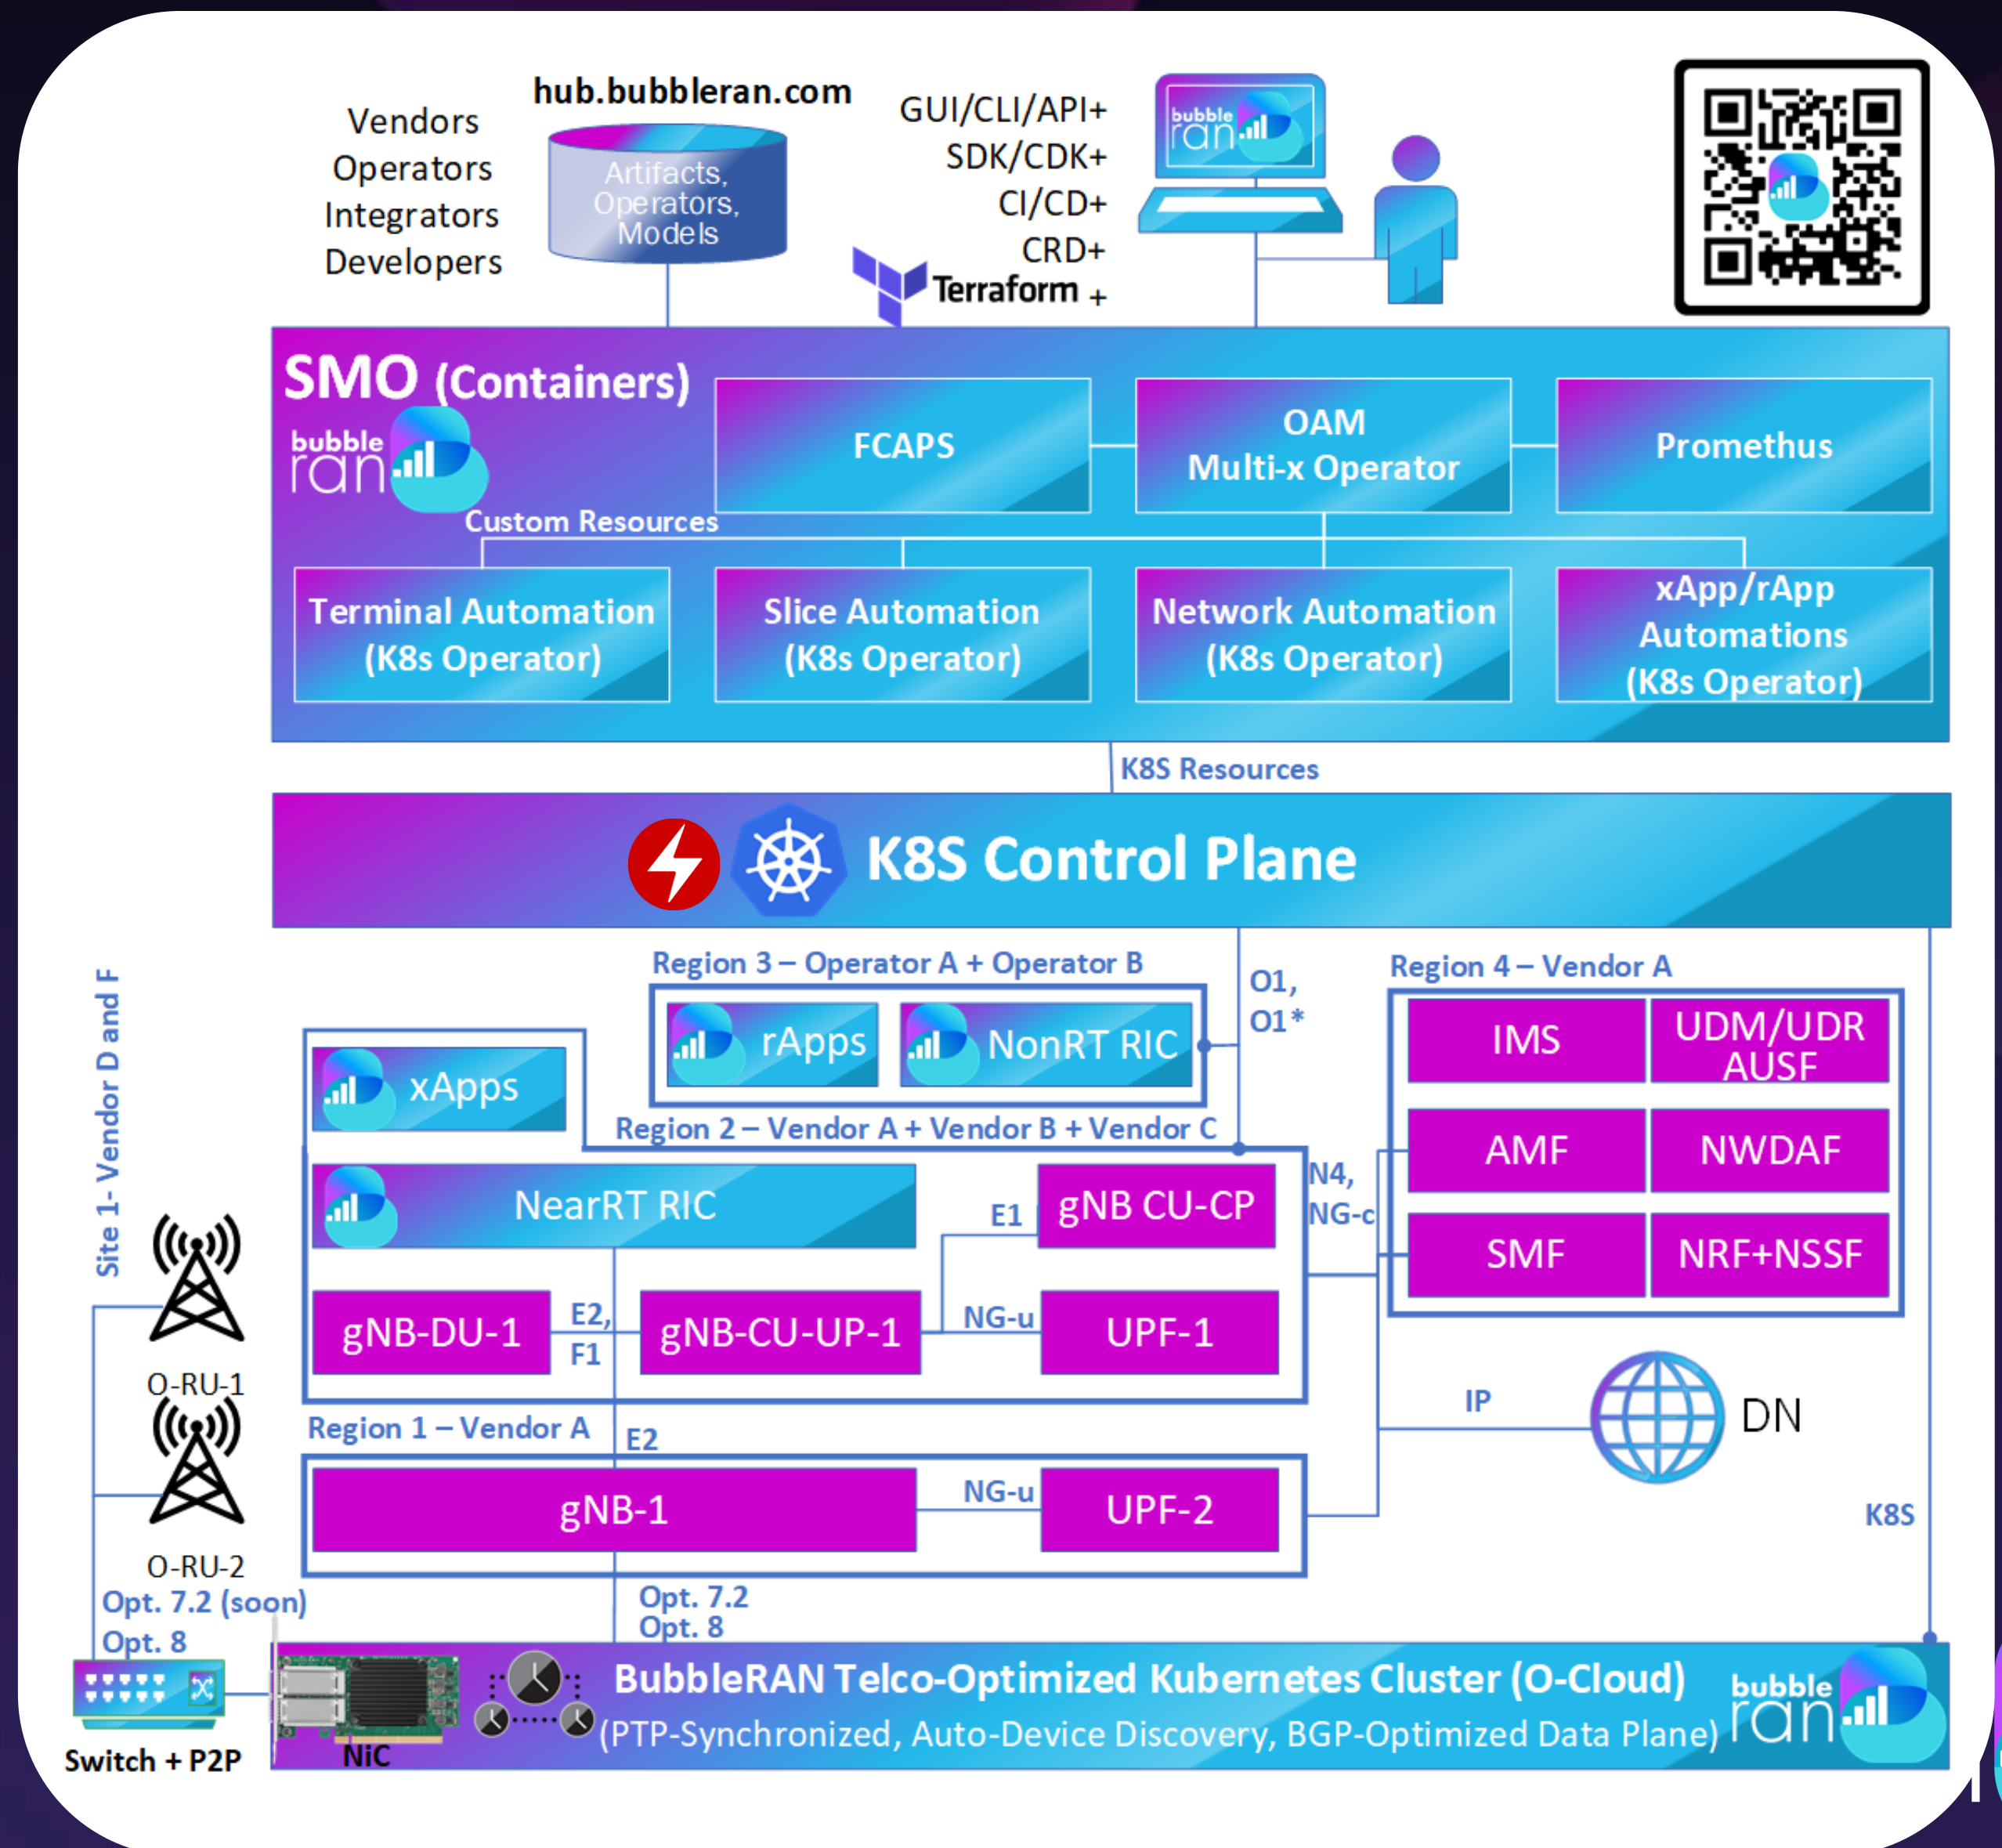 Vendors
Operators
Integrators
Developers
hub.bubbleran.com
Artifacts,
Operators,
Models
GUI/CLI/API+
SDK/CDK+
CI/CD+
CRD+
Terraform +
bubble
ran
SMO (Containers)
bubble
ran
FCAPS
OAM
Multi-x Operator
Promethus
Custom Resources
Terminal Automation
(K8s Operator)
Slice Automation
(K8s Operator)
Network Automation
(K8s Operator)
xApp/rApp
Automations
(K8s Operator)
K8S Resources
K8S Control Plane
Site 1- Vendor D and F
O-RU-1
O-RU-2
Opt. 7.2 (soon)
Opt. 8
Switch + P2P
Region 3 – Operator A + Operator B
rApps
NonRT RIC
O1,
O1*
xApps
Region 2 – Vendor A + Vendor B + Vendor C
NearRT RIC
E1
gNB CU-CP
gNB-DU-1
E2,
F1
gNB-CU-UP-1
NG-u
UPF-1
N4,
NG-c
Region 4 – Vendor A
IMS
UDM/UDR
AUSF
AMF
NWDAF
SMF
NRF+NSSF
IP
DN
K8S
Region 1 – Vendor A
E2
gNB-1
NG-u
UPF-2
Opt. 7.2
Opt. 8
NiC
BubbleRAN Telco-Optimized Kubernetes Cluster (O-Cloud)
(PTP-Synchronized, Auto-Device Discovery, BGP-Optimized Data Plane)
bubble
ran